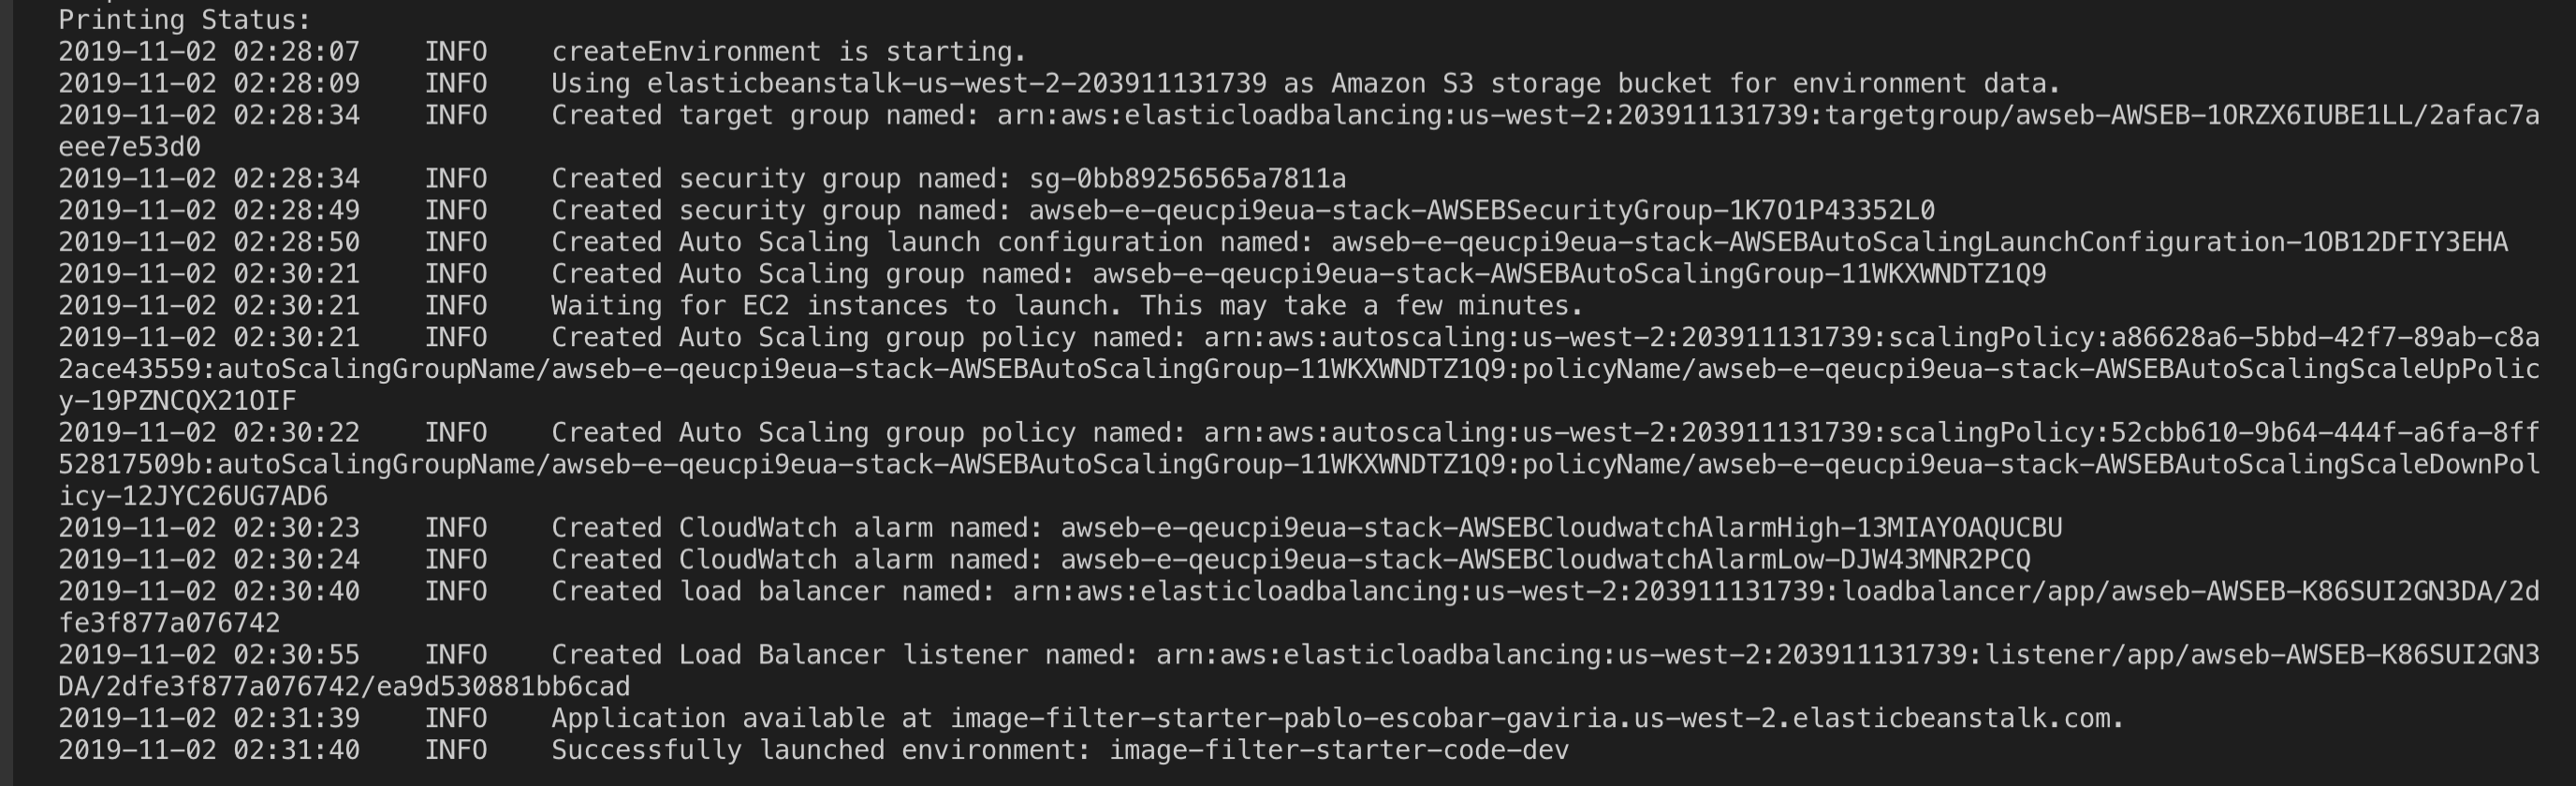 Printing Status:
2019-11-02 02:28:07    INFO    createEnvironment is starting.
2019-11-02 02:28:09    INFO    Using elasticbeanstalk-us-west-2-203911131739 as Amazon S3 storage bucket for environment data.
2019-11-02 02:28:34    INFO    Created target group named: arn:aws:elasticloadbalancing:us-west-2:203911131739:targetgroup/awseb-AWSEB-1ORZX6IUBE1LL/2afac7a
eee7e53d0
2019-11-02 02:28:34    INFO    Created security group named: sg-0bb89256565a7811a
2019-11-02 02:28:49    INFO    Created security group named: awseb-e-qeucpi9eua-stack-AWSEBSecurityGroup-1K7O1P43352L0
2019-11-02 02:28:50    INFO    Created Auto Scaling launch configuration named: awseb-e-qeucpi9eua-stack-AWSEBAutoScalingLaunchConfiguration-1OB12DFIY3EHA
2019-11-02 02:30:21    INFO    Created Auto Scaling group named: awseb-e-qeucpi9eua-stack-AWSEBAutoScalingGroup-11WKXWNDTZ1Q9
2019-11-02 02:30:21    INFO    Waiting for EC2 instances to launch. This may take a few minutes.
2019-11-02 02:30:21    INFO    Created Auto Scaling group policy named: arn:aws:autoscaling:us-west-2:203911131739:scalingPolicy:a86628a6-5bbd-42f7-89ab-c8a
2ace43559:autoScalingGroupName/awseb-e-qeucpi9eua-stack-AWSEBAutoScalingGroup-11WKXWNDTZ1Q9:policyName/awseb-e-qeucpi9eua-stack-AWSEBAutoScalingScaleUpPolic
y-19PZNCQX21OIF
2019-11-02 02:30:22    INFO    Created Auto Scaling group policy named: arn:aws:autoscaling:us-west-2:203911131739:scalingPolicy:52cbb610-9b64-444f-a6fa-8ff
52817509b:autoScalingGroupName/awseb-e-qeucpi9eua-stack-AWSEBAutoScalingGroup-11WKXWNDTZ1Q9:policyName/awseb-e-qeucpi9eua-stack-AWSEBAutoScalingScaleDownPol
icy-12JYC26UG7AD6
2019-11-02 02:30:23    INFO    Created CloudWatch alarm named: awseb-e-qeucpi9eua-stack-AWSEBCloudwatchAlarmHigh-13MIAYOAQUCBU
2019-11-02 02:30:24    INFO    Created CloudWatch alarm named: awseb-e-qeucpi9eua-stack-AWSEBCloudwatchAlarmLow-DJW43MNR2PCQ
2019-11-02 02:30:40    INFO    Created load balancer named: arn:aws:elasticloadbalancing:us-west-2:203911131739:loadbalancer/app/awseb-AWSEB-K86SUI2GN3DA/2d
fe3f877a076742
2019-11-02 02:30:55    INFO    Created Load Balancer listener named: arn:aws:elasticloadbalancing:us-west-2:203911131739:listener/app/awseb-AWSEB-K86SUI2GN3
DA/2dfe3f877a076742/ea9d530881bb6cad
2019-11-02 02:31:39    INFO    Application available at image-filter-starter-pablo-escobar-gaviria.us-west-2.elasticbeanstalk.com.
2019-11-02 02:31:40    INFO    Successfully launched environment: image-filter-starter-code-dev